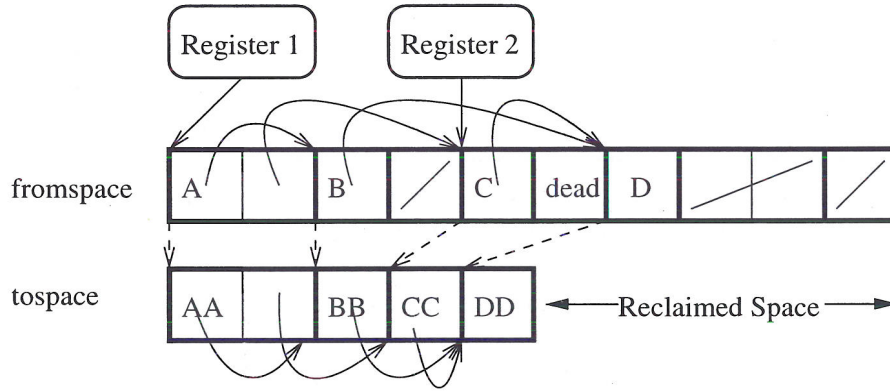 Register 1 Register 2
fromspace A B C dead D
tospace AA BB CC DD Reclaimed Space